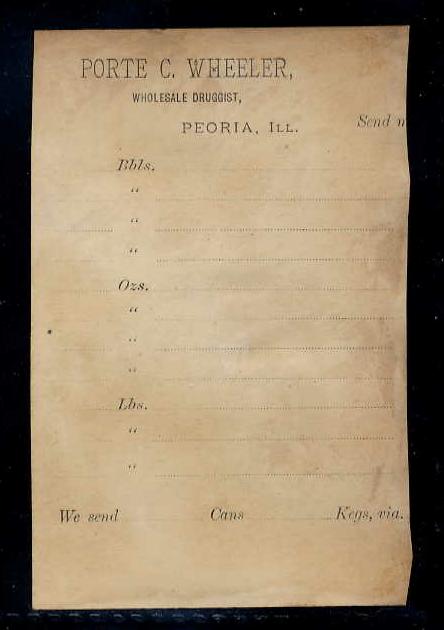 PORTE C. WHEELER,
WHOLESALE DRUGGIST,
PEORIA, ILL.
Send
Bbls.
"
"
"
Ozs.
"
"
"
Lbs.
"
"
We send Cans Kegs, via.